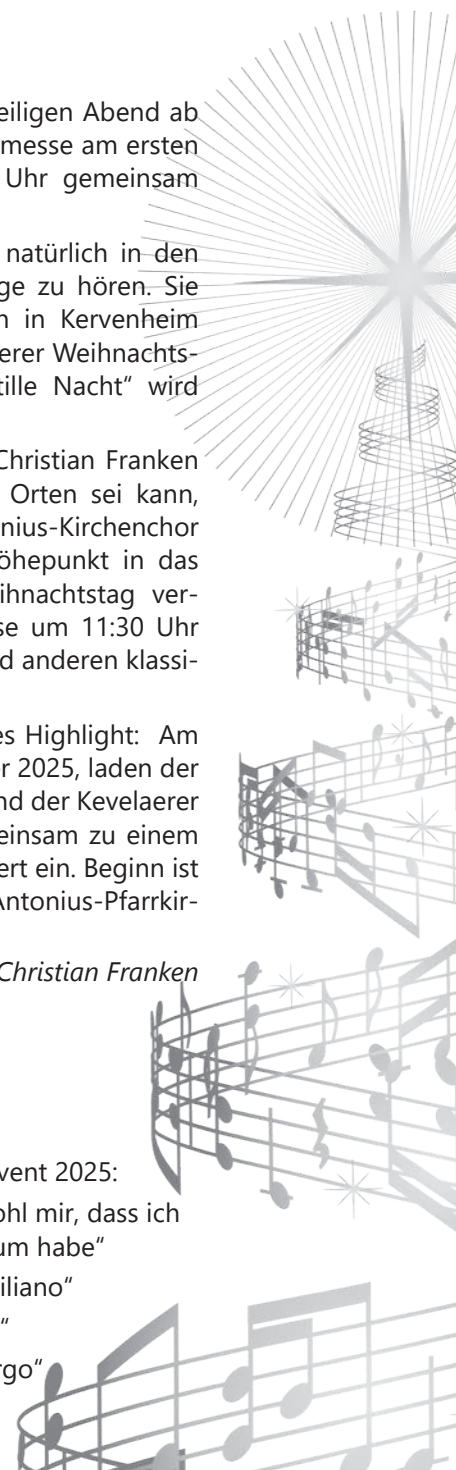 eiligen Abend ab
messe am ersten
Uhr gemeinsam
natürlich in den
ge zu hören. Sie
n in Kervenheim
erer Weihnachts-
tille Nacht“ wird
Christian Franken
Orten sei kann,
nius-Kirchenchor
öhepunkt in das
ihnachtstag ver-
se um 11:30 Uhr
d anderen klassi-
es Highlight: Am
r 2025, laden der
nd der Kevelaerer
einsam zu einem
ert ein. Beginn ist
Antonius-Pfarrkir-
Christian Franken
vent 2025:
ohl mir, dass ich
um habe“
iliano“
“
rgo“